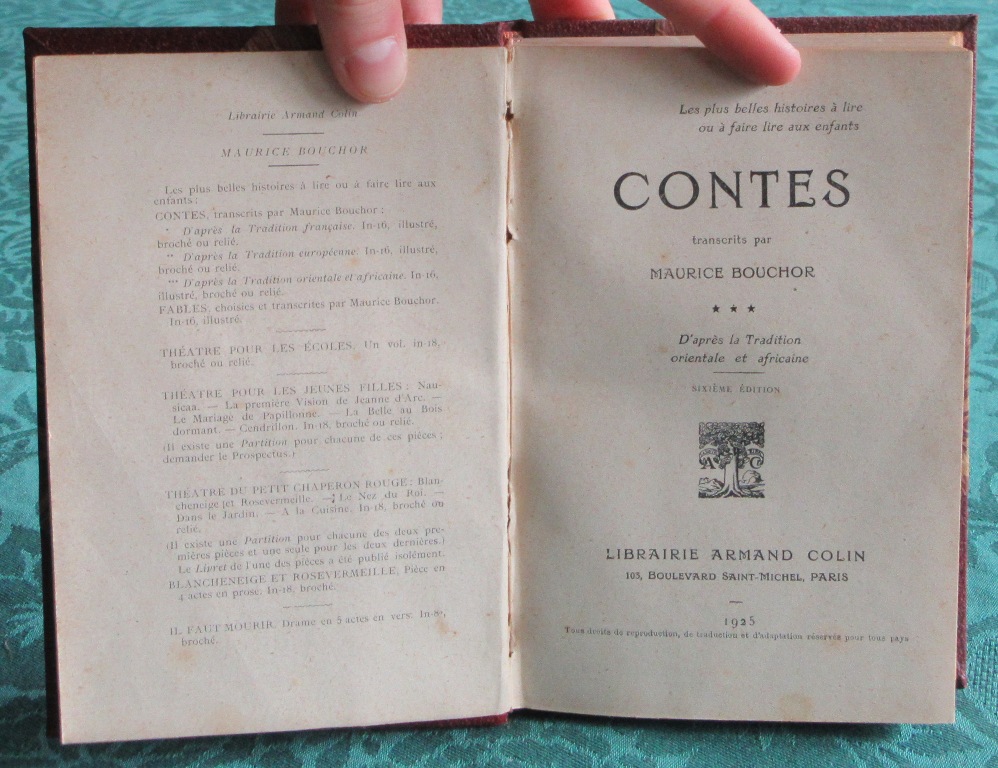 Librairie Armand Colin
MAURICE BOUCHOR
Les plus belles histoires à lire ou à faire lire aux
enfants :
CONTES, transcrits par Maurice Bouchor :
* D'après la Tradition française. In-16, illustré,
broché ou relié.
** D'après la Tradition européenne. In-16, illustré,
broché ou relié.
*** D'après la Tradition orientale et africaine. In-16,
illustré, broché ou relié.
FABLES, choisies et transcrites par Maurice Bouchor.
In-16, illustré.
THÉATRE POUR LES ÉCOLES. Un vol. in-18,
broché ou relié.
THÉATRE POUR LES JEUNES FILLES : Nau-
sicaa. — La première Vision de Jeanne d'Arc. —
Le Mariage de Papillonne. — La Belle au Bois
dormant. — Cendrillon. In-18, broché ou relié.
(Il existe une Partition pour chacune de ces pièces ;
demander le Prospectus.)
THÉATRE DU PETIT CHAPERON ROUGE : Blan-
cheneige et Rosevermeille. — Le Nez du Roi. —
Dans le Jardin. — A la Cuisine. In-18, broché ou
relié.
(Il existe une Partition pour chacune des deux pre-
mières pièces et une seule pour les deux dernières.)
Le Livret de l'une des pièces a été publié isolément.
BLANCHENEIGE ET ROSEVERMEILLE, Pièce en
4 actes en prose. In-18, broché.
IL FAUT MOURIR. Drame en 5 actes en vers. In-8°,
broché.
Les plus belles histoires à lire
ou à faire lire aux enfants
CONTES
transcrits par
MAURICE BOUCHOR
★ ★ ★
D'après la Tradition
orientale et africaine
SIXIÈME ÉDITION
A C
LIBRAIRIE ARMAND COLIN
103, BOULEVARD SAINT-MICHEL, PARIS
1925
Tous droits de reproduction, de traduction et d'adaptation réservés pour tous pays